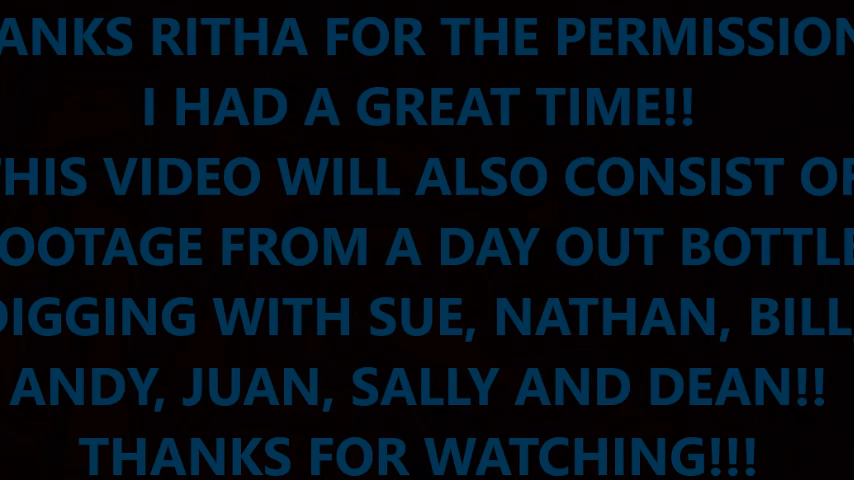 ANKS RITHA FOR THE PERMISSION
I HAD A GREAT TIME!!
THIS VIDEO WILL ALSO CONSIST OF
OOTAGE FROM A DAY OUT BOTTLE
DIGGING WITH SUE, NATHAN, BILL
ANDY, JUAN, SALLY AND DEAN!!
THANKS FOR WATCHING!!!